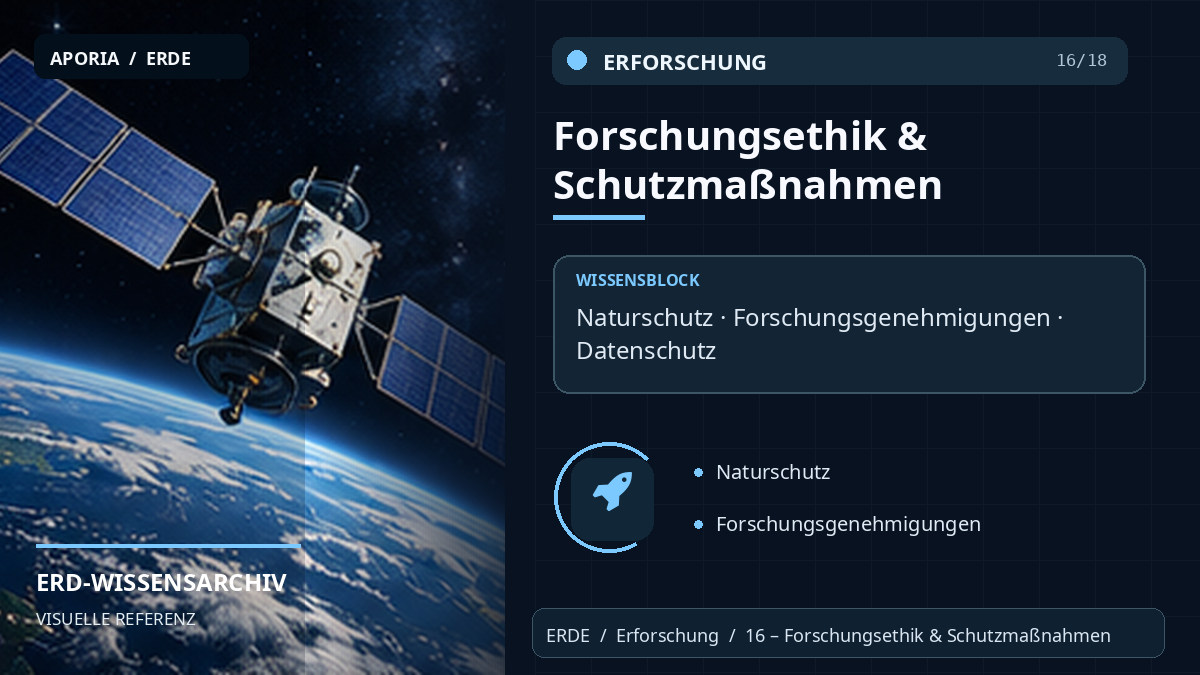 APORIA / ERDE
ERD-WISSENSARCHIV
VISUELLE REFERENZ
ERFORSCHUNG
16/18
Forschungsethik &
Schutzmaßnahmen
WISSENSBLOCK
Naturschutz · Forschungsgenehmigungen ·
Datenschutz
Naturschutz
Forschungsgenehmigungen
ERDE / Erforschung / 16 – Forschungsethik & Schutzmaßnahmen